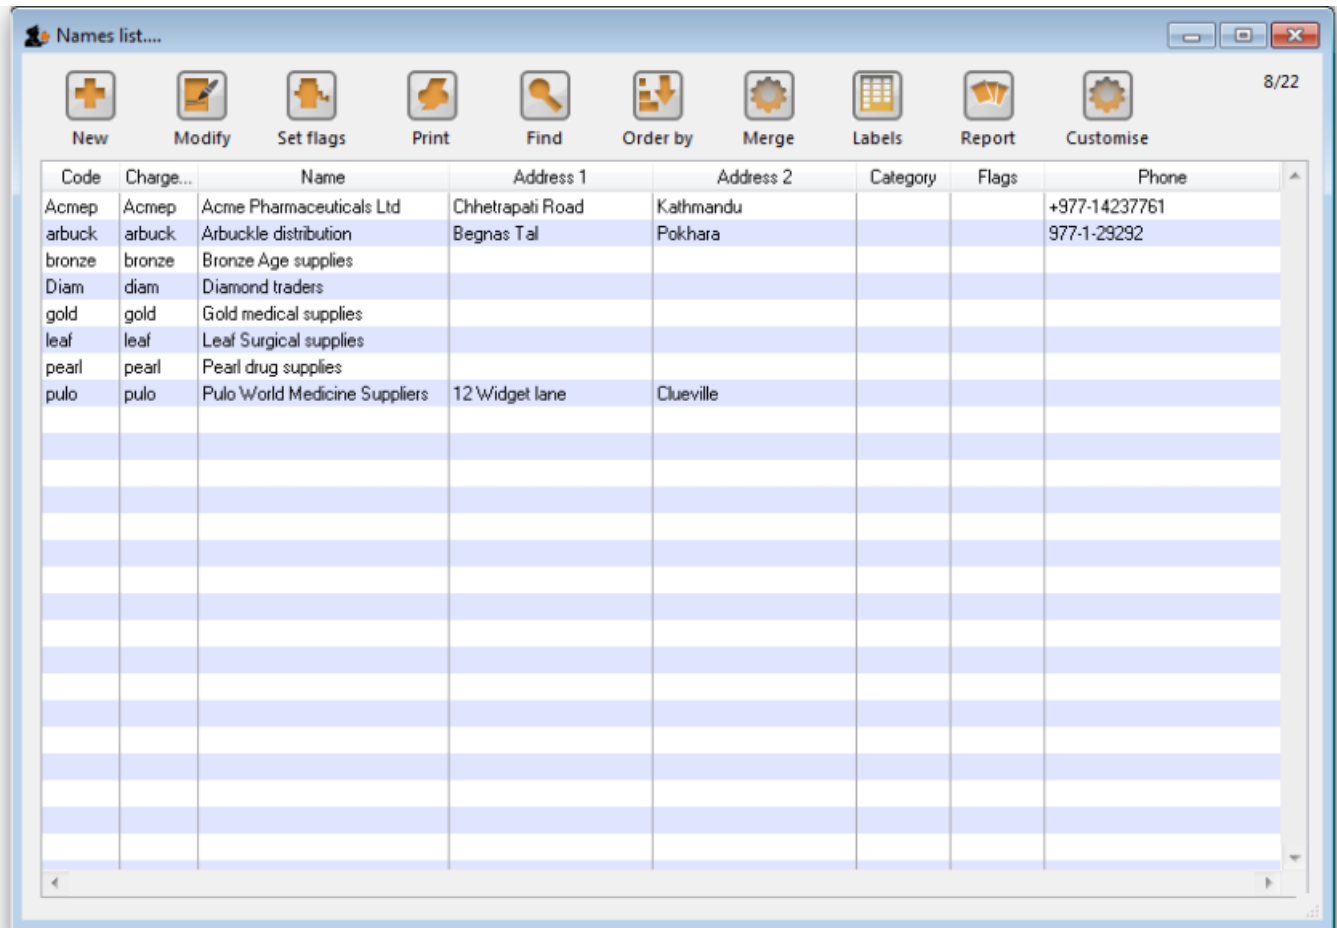 Names list....
8/22
New Modify Set flags Print Find Order by Merge Labels Report Customise
Code Charge... Name Address 1 Address 2 Category Flags Phone
Acmep Acmep Acme Pharmaceuticals Ltd Chhetrapati Road Kathmandu +977-14237761
arbuck arbuck Arbuckle distribution Begnas Tal Pokhara 977-1-29292
bronze bronze Bronze Age supplies
Diam diam Diamond traders
gold gold Gold medical supplies
leaf leaf Leaf Surgical supplies
pearl pearl Pearl drug supplies
pulo pulo Pulo World Medicine Suppliers 12 Widget lane Clueville